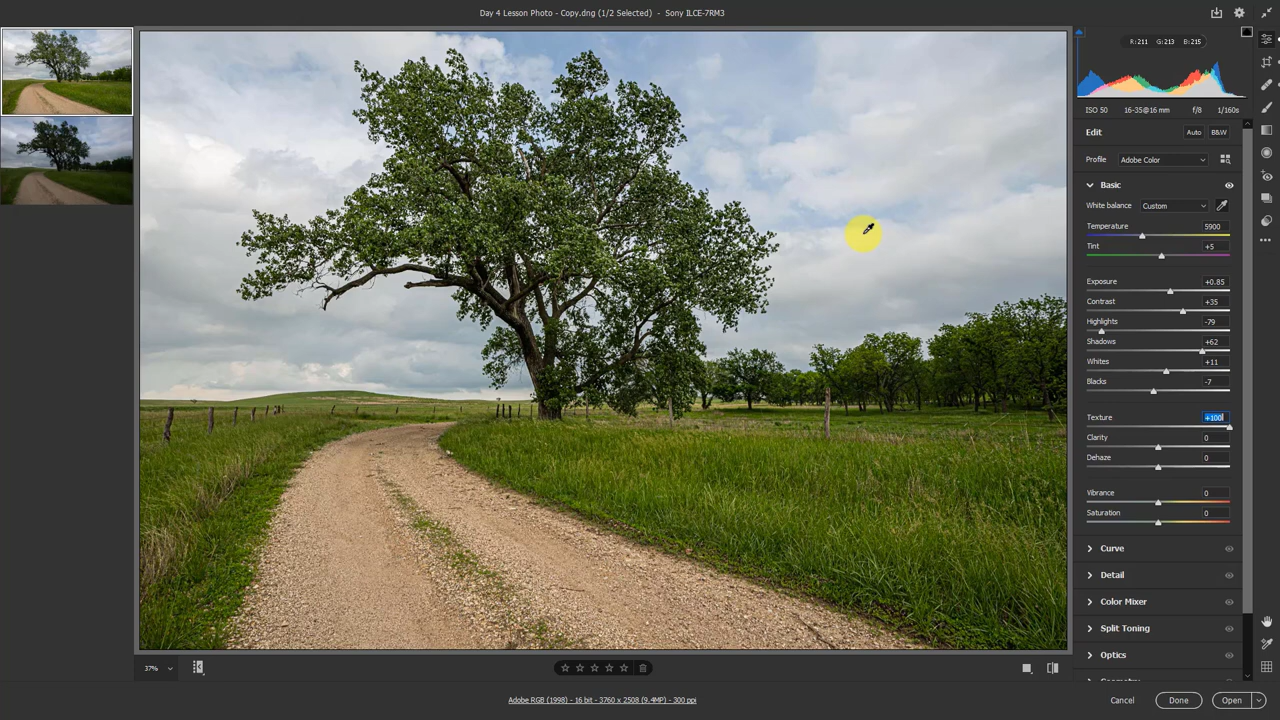 Day 4 Lesson Photo - Copy.dng (1/2 Selected) - Sony ILCE-7RM3
R:211 G:213 B:215
ISO 50 16-35@16 mm f/8 1/160s
Edit Auto B&W
Profile Adobe Color
Basic
White balance Custom
Temperature 5900
Tint +5
Exposure +0.85
Contrast +35
Highlights -79
Shadows +62
Whites +11
Blacks -7
Texture +100
Clarity 0
Dehaze 0
Vibrance 0
Saturation 0
Curve
Detail
Color Mixer
Split Toning
Optics
37%
Adobe RGB (1998) - 16 bit - 3760 x 2508 (9.4MP) - 300 ppi
Cancel Done Open